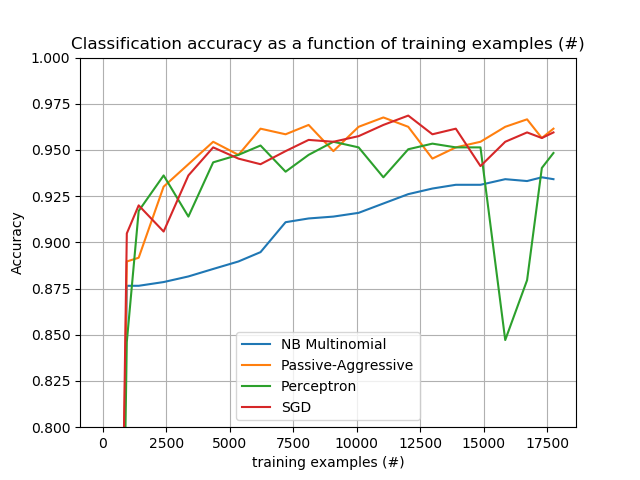 Classification accuracy as a function of training examples (#)
1.000
0.975
0.950
0.925
0.900
0.875
0.850
0.825
0.800
Accuracy
NB Multinomial
Passive-Aggressive
Perceptron
SGD
0 2500 5000 7500 10000 12500 15000 17500
training examples (#)